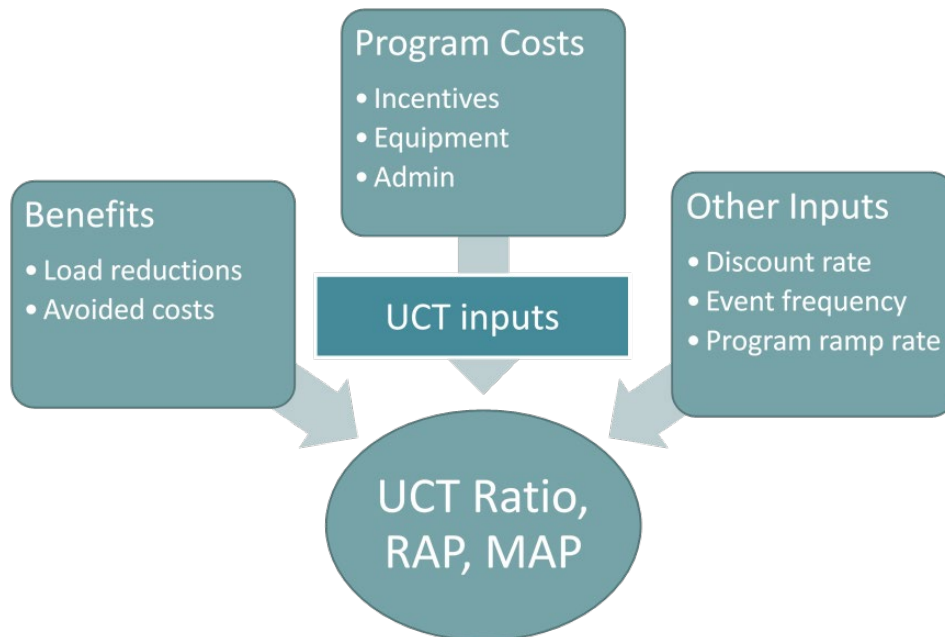 Program Costs
• Incentives
• Equipment
• Admin
Benefits
• Load reductions
• Avoided costs
Other Inputs
• Discount rate
• Event frequency
• Program ramp rate
UCT inputs
UCT Ratio,
RAP, MAP